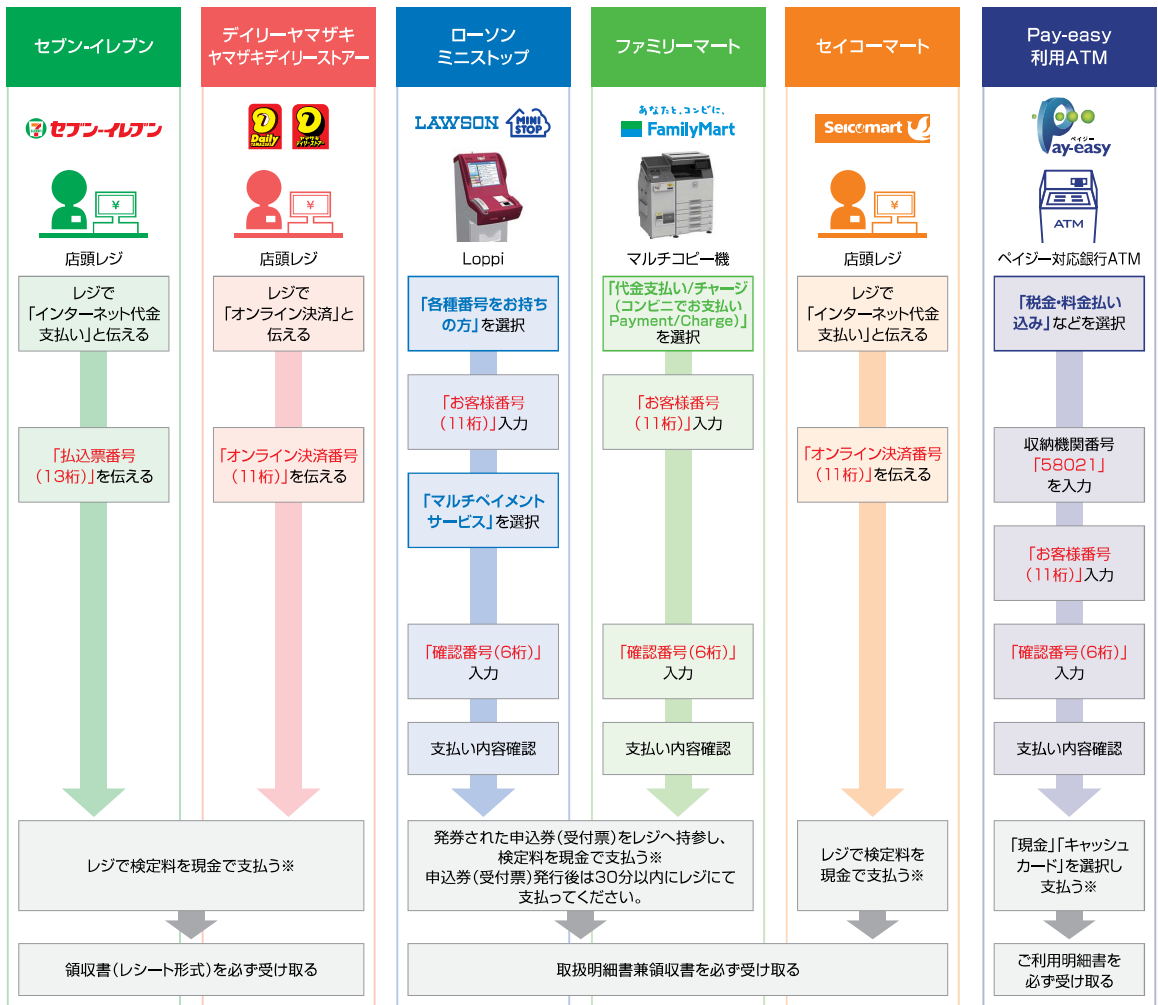 セブン-イレブン
セブン-イレブン
¥
店頭レジ
レジで
「インターネット代金
支払い」と伝える
「払込票番号
(13桁)」を伝える
デイリーヤマザキ
ヤマザキデイリーストアー
Daily
YAMAZAKI
ヤマザキ
デイリーストアー
¥
店頭レジ
レジで
「オンライン決済」と
伝える
「オンライン決済番号
(11桁)」を伝える
レジで検定料を現金で支払う※
領収書(レシート形式)を必ず受け取る
ローソン
ミニストップ
LAWSON
MINI
STOP
Loppi
「各種番号をお持ち
の方」を選択
「お客様番号
(11桁)」入力
「マルチペイメント
サービス」を選択
「確認番号(6桁)」
入力
支払い内容確認
ファミリーマート
あなたと、コンビに、
FamilyMart
マルチコピー機
「代金支払い/チャージ
(コンビニでお支払い
Payment/Charge)」
を選択
「お客様番号
(11桁)」入力
「確認番号(6桁)」
入力
支払い内容確認
発券された申込券(受付票)をレジへ持参し、
検定料を現金で支払う※
申込券(受付票)発行後は30分以内にレジにて
支払ってください。
セイコーマート
Seicomart
¥
店頭レジ
レジで
「インターネット代金
支払い」と伝える
「オンライン決済番号
(11桁)」を伝える
レジで検定料を
現金で支払う※
取扱明細書兼領収書を必ず受け取る
Pay-easy
利用ATM
ペイジー
Pay-easy
ATM
ペイジー対応銀行ATM
「税金・料金払い
込み」などを選択
収納機関番号
「58021」
を入力
「お客様番号
(11桁)」入力
「確認番号(6桁)」
入力
支払い内容確認
「現金」「キャッシュ
カード」を選択し
支払う※
ご利用明細書を
必ず受け取る